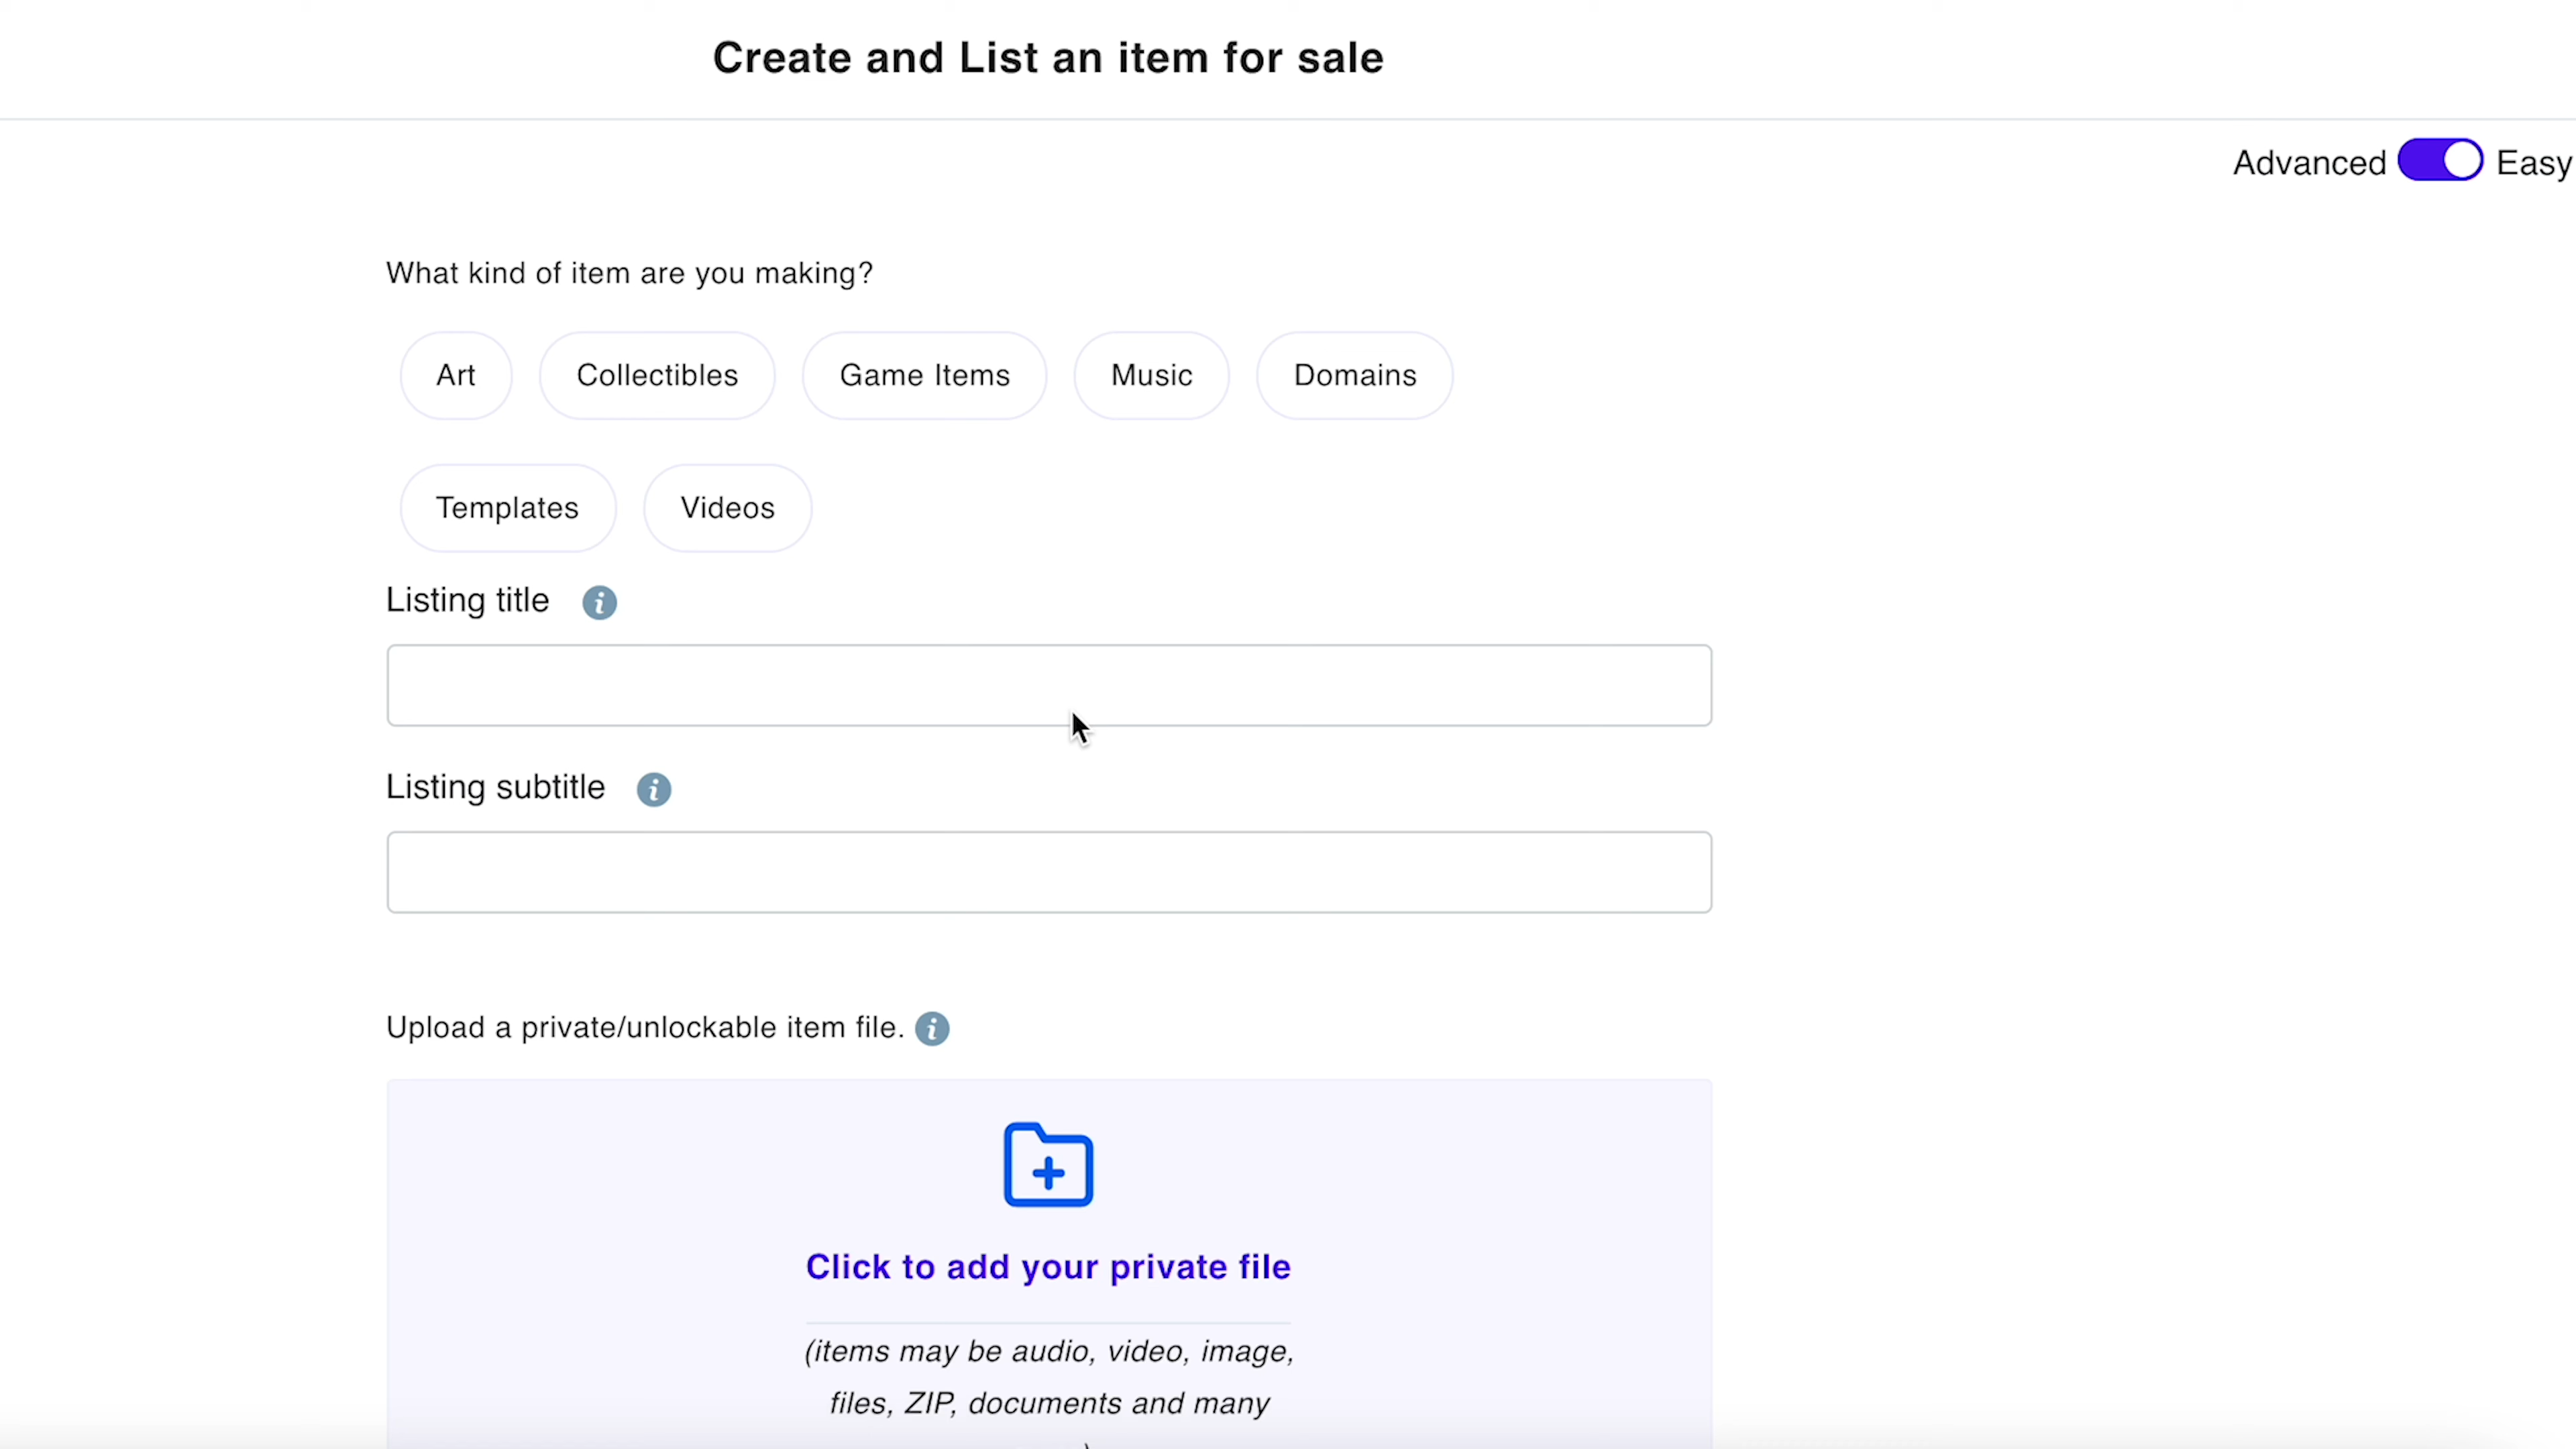 Create and List an item for sale
Advanced Easy
What kind of item are you making?
Art Collectibles Game Items Music Domains
Templates Videos
Listing title i
Listing subtitle i
Upload a private/unlockable item file. i
Click to add your private file
(items may be audio, video, image,
files, ZIP, documents and many